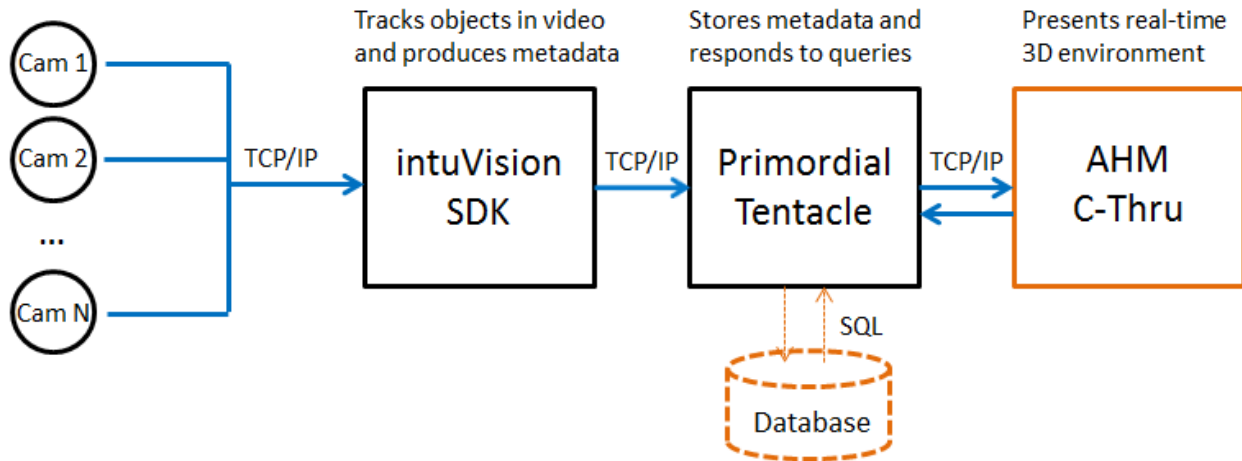 Tracks objects in video
and produces metadata
Stores metadata and
responds to queries
Presents real-time
3D environment
Cam 1
Cam 2
...
Cam N
TCP/IP
intuVision
SDK
TCP/IP
Primordial
Tentacle
TCP/IP
AHM
C-Thru
SQL
Database